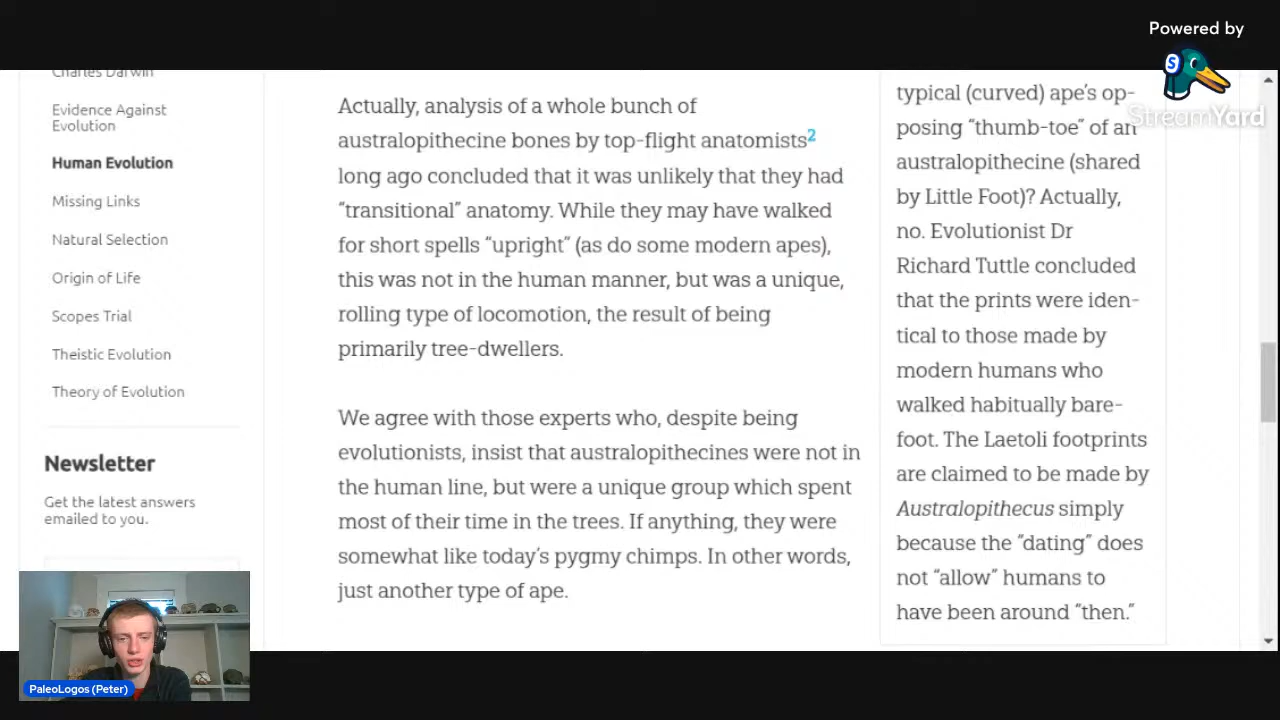 Powered by
S
StreamYard
Charles Darwin
Evidence Against
Evolution
Human Evolution
Missing Links
Natural Selection
Origin of Life
Scopes Trial
Theistic Evolution
Theory of Evolution
Newsletter
Get the latest answers
emailed to you.
Actually, analysis of a whole bunch of
australopithecine bones by top-flight anatomists2
long ago concluded that it was unlikely that they had
“transitional” anatomy. While they may have walked
for short spells “upright” (as do some modern apes),
this was not in the human manner, but was a unique,
rolling type of locomotion, the result of being
primarily tree-dwellers.
We agree with those experts who, despite being
evolutionists, insist that australopithecines were not in
the human line, but were a unique group which spent
most of their time in the trees. If anything, they were
somewhat like today’s pygmy chimps. In other words,
just another type of ape.
typical (curved) ape’s op-
posing “thumb-toe” of an
australopithecine (shared
by Little Foot)? Actually,
no. Evolutionist Dr
Richard Tuttle concluded
that the prints were iden-
tical to those made by
modern humans who
walked habitually bare-
foot. The Laetoli footprints
are claimed to be made by
Australopithecus simply
because the “dating” does
not “allow” humans to
have been around “then.”
PaleoLogos (Peter)